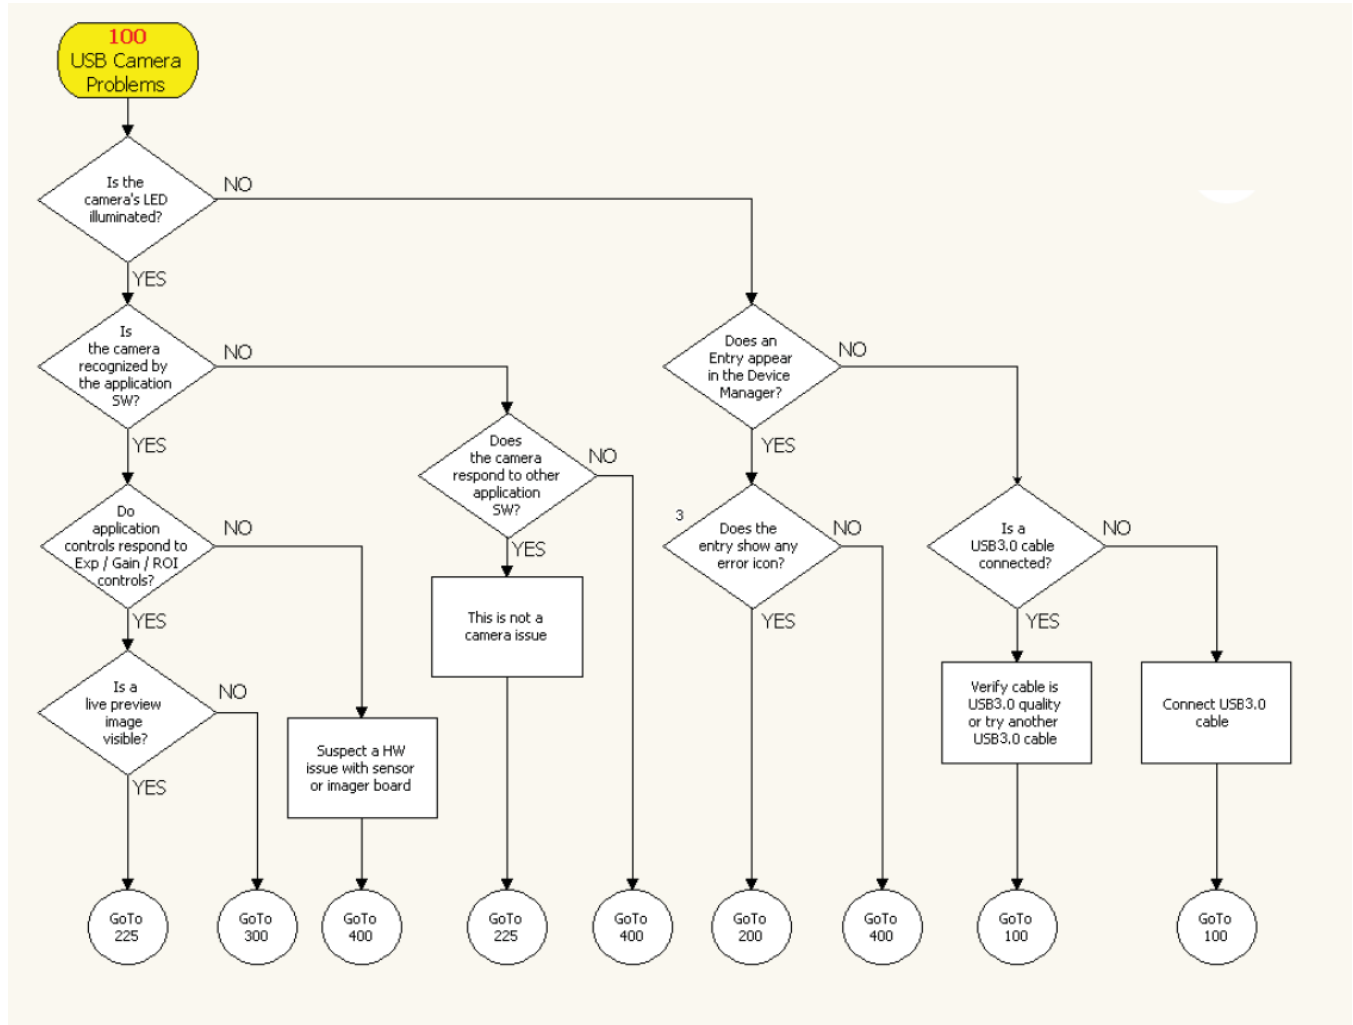 100
USB Camera
Problems
Is the
camera's LED
illuminated?
NO
YES
Is
the camera
recognized by
the application
SW?
NO
YES
Does an
Entry appear
in the Device
Manager?
NO
YES
Does
the camera
respond to other
application
SW?
NO
YES
Do
application
controls respond to
Exp / Gain / ROI
controls?
NO
YES
3
Does the
entry show any
error icon?
NO
YES
Is a
USB3.0 cable
connected?
NO
YES
This is not a
camera issue
Is a
live preview
image
visible?
NO
YES
Suspect a HW
issue with sensor
or imager board
Verify cable is
USB3.0 quality
or try another
USB3.0 cable
Connect USB3.0
cable
GoTo
225
GoTo
300
GoTo
400
GoTo
225
GoTo
400
GoTo
200
GoTo
400
GoTo
100
GoTo
100